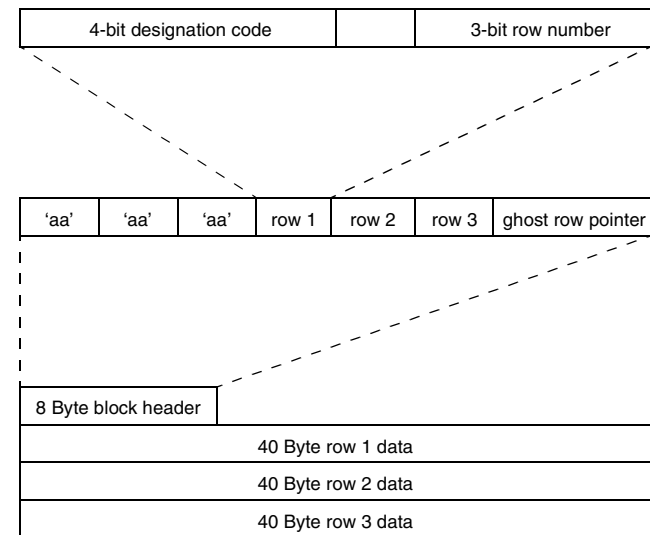 4-bit designation code 3-bit row number
‘aa’ ‘aa’ ‘aa’ row 1 row 2 row 3 ghost row pointer
8 Byte block header
40 Byte row 1 data
40 Byte row 2 data
40 Byte row 3 data